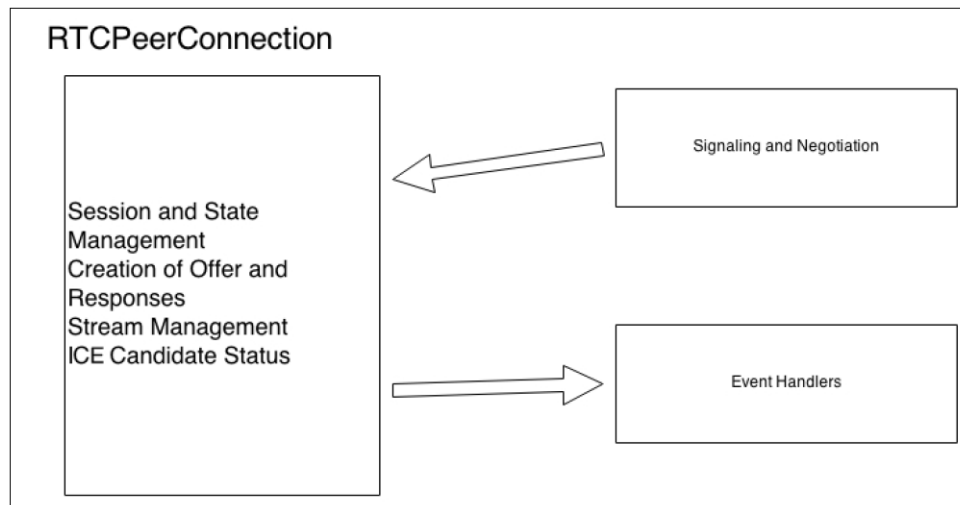 RTCPeerConnection
Session and State
Management
Creation of Offer and
Responses
Stream Management
ICE Candidate Status
Signaling and Negotiation
Event Handlers